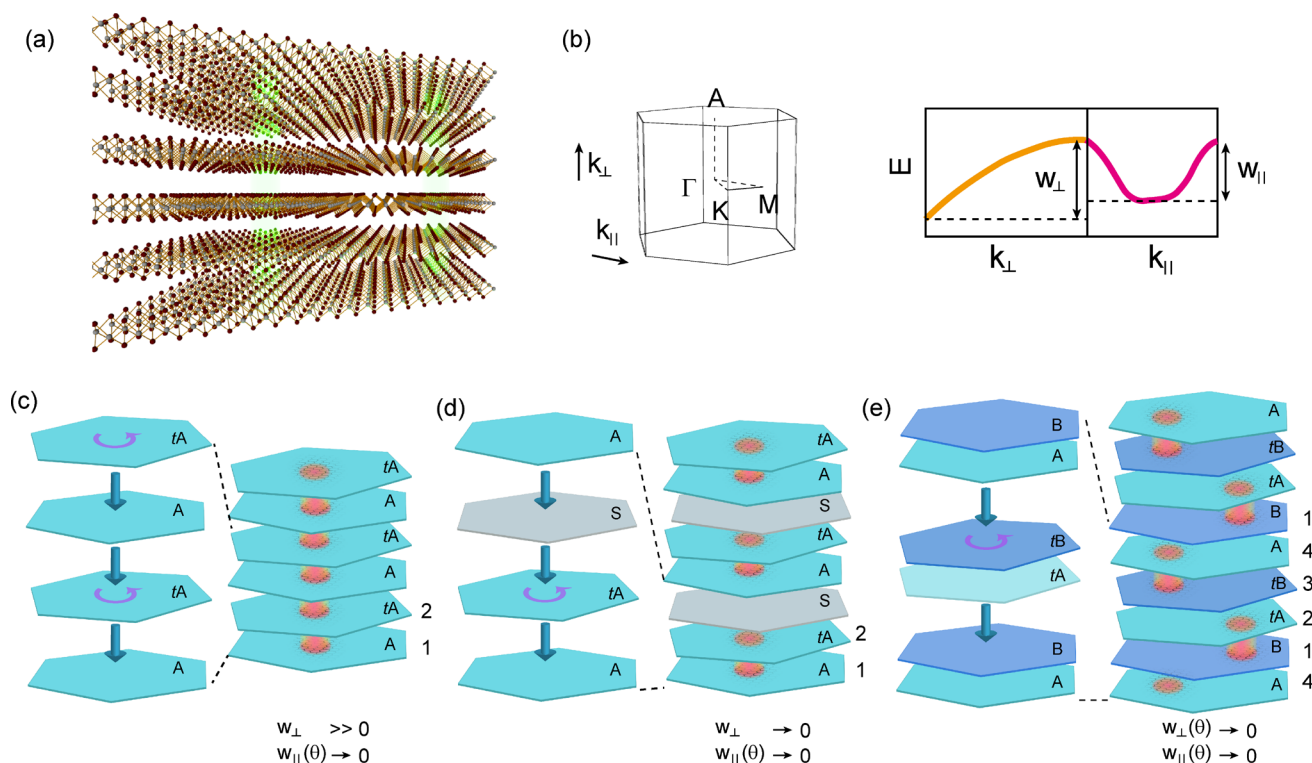 (a)
(b)
A
k⊥
Γ
K
M
k||
E
w⊥
w||
k⊥
k||
(c)
tA
A
tA
A
tA
A
tA
A
tA
2
A
1
w⊥ >> 0
w||(θ) → 0
(d)
A
S
tA
A
tA
A
S
tA
A
S
tA
2
A
1
w⊥ → 0
w||(θ) → 0
(e)
B
A
tB
tA
B
A
A
tB
tA
B
1
A
4
tB
3
tA
2
B
1
A
4
w⊥(θ) → 0
w||(θ) → 0